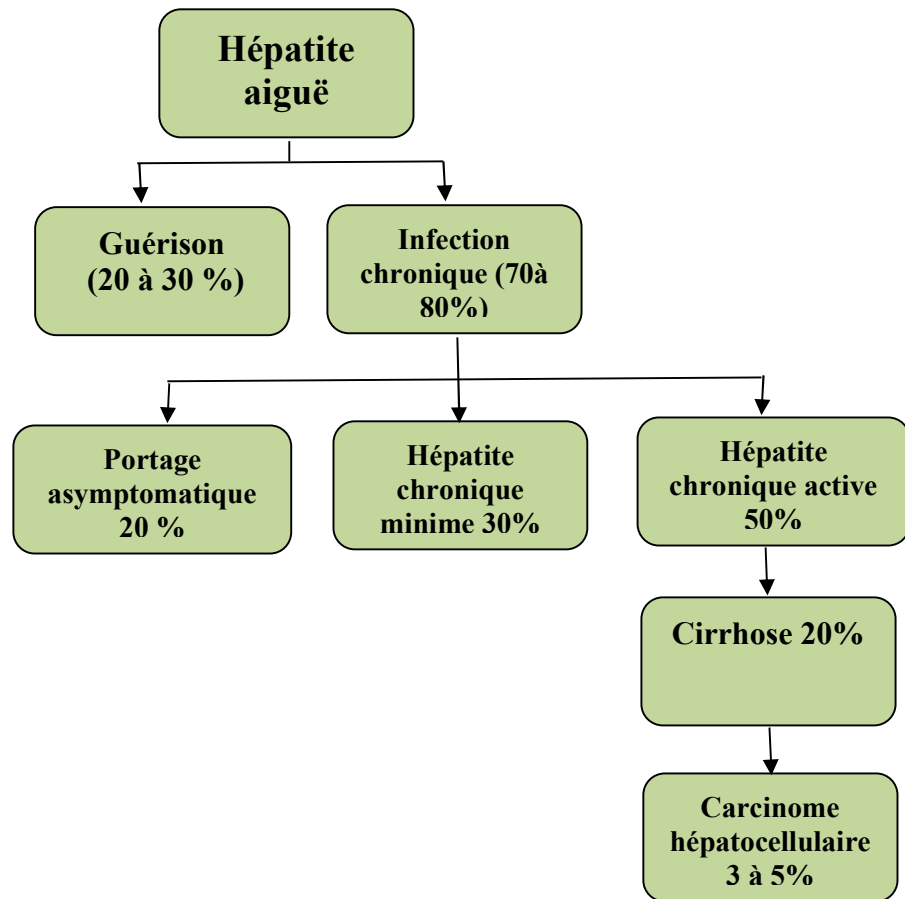 Hépatite
aiguë
Guérison
(20 à 30 %)
Infection
chronique (70à
80%)
Portage
asymptomatique
20 %
Hépatite
chronique
minime 30%
Hépatite
chronique active
50%
Cirrhose 20%
Carcinome
hépatocellulaire
3 à 5%